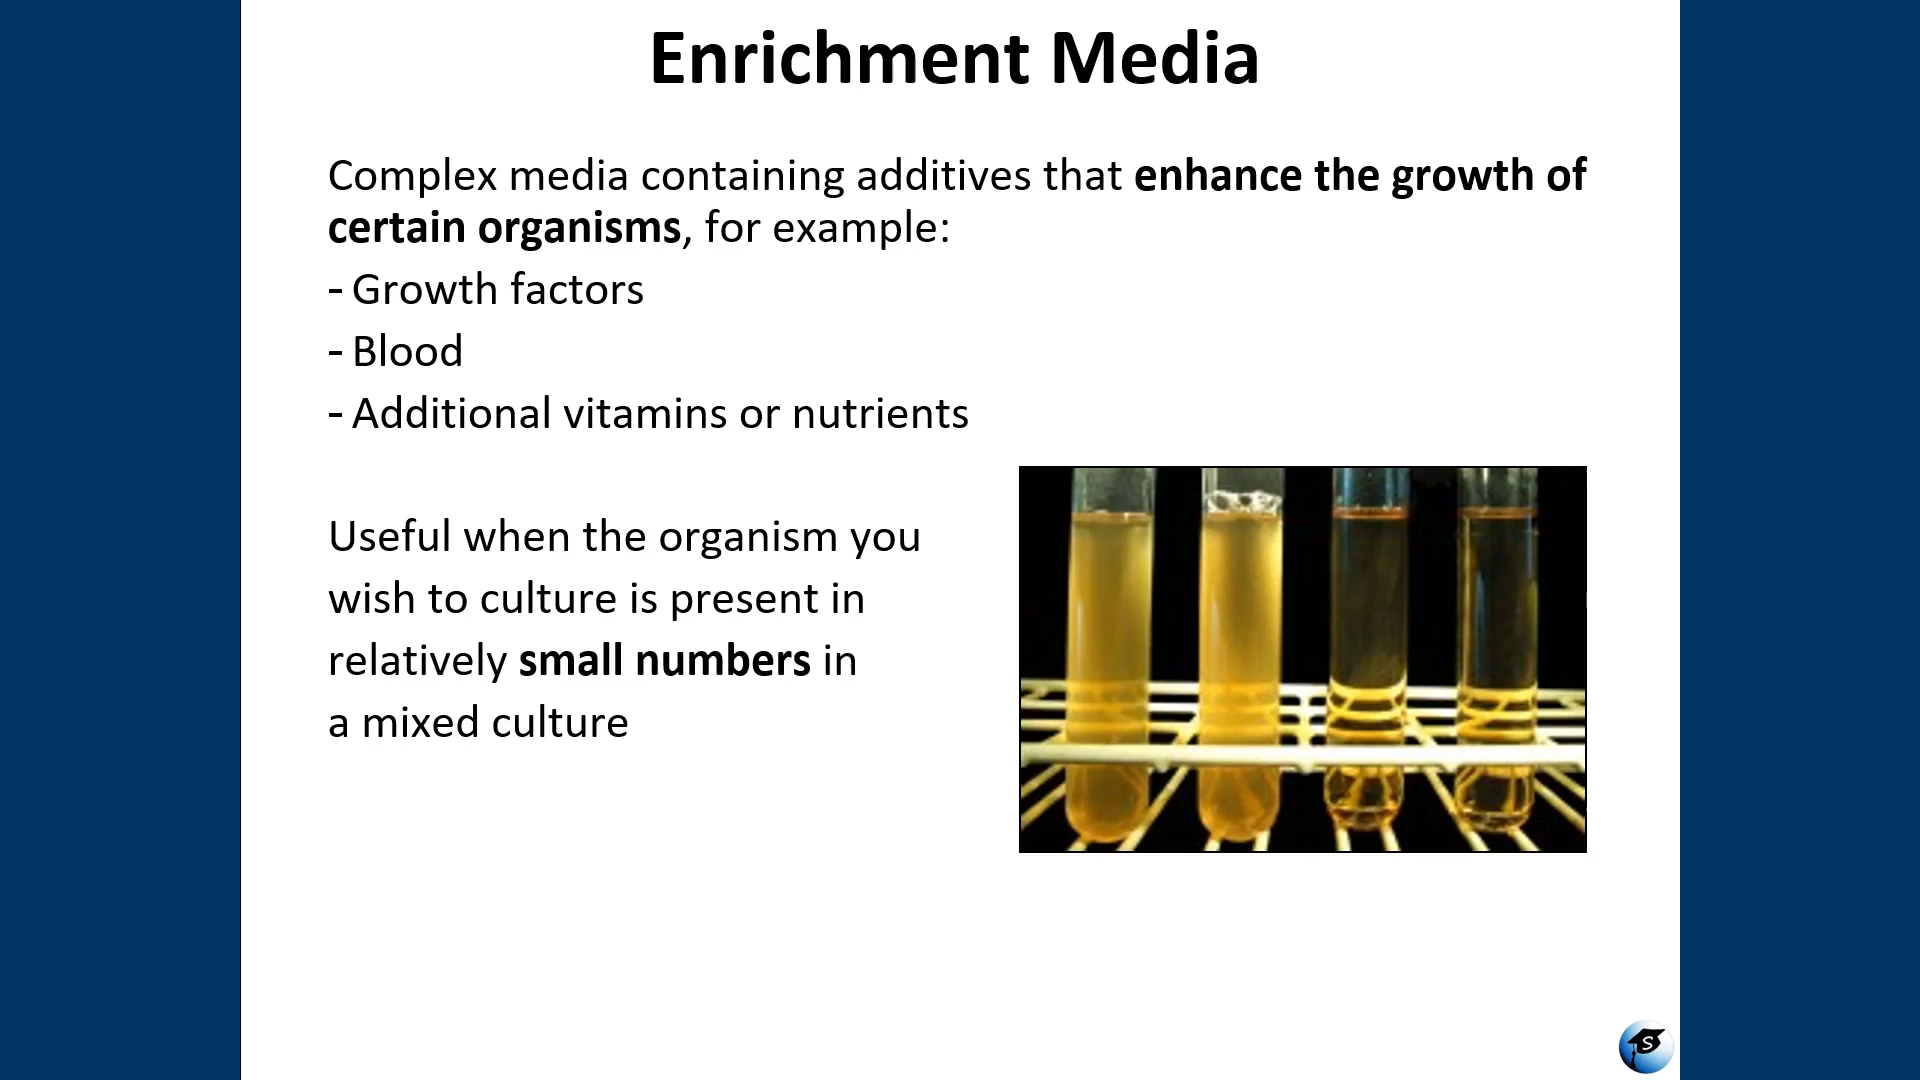 Enrichment Media
Complex media containing additives that enhance the growth of
certain organisms, for example:
- Growth factors
- Blood
- Additional vitamins or nutrients
Useful when the organism you
wish to culture is present in
relatively small numbers in
a mixed culture
S